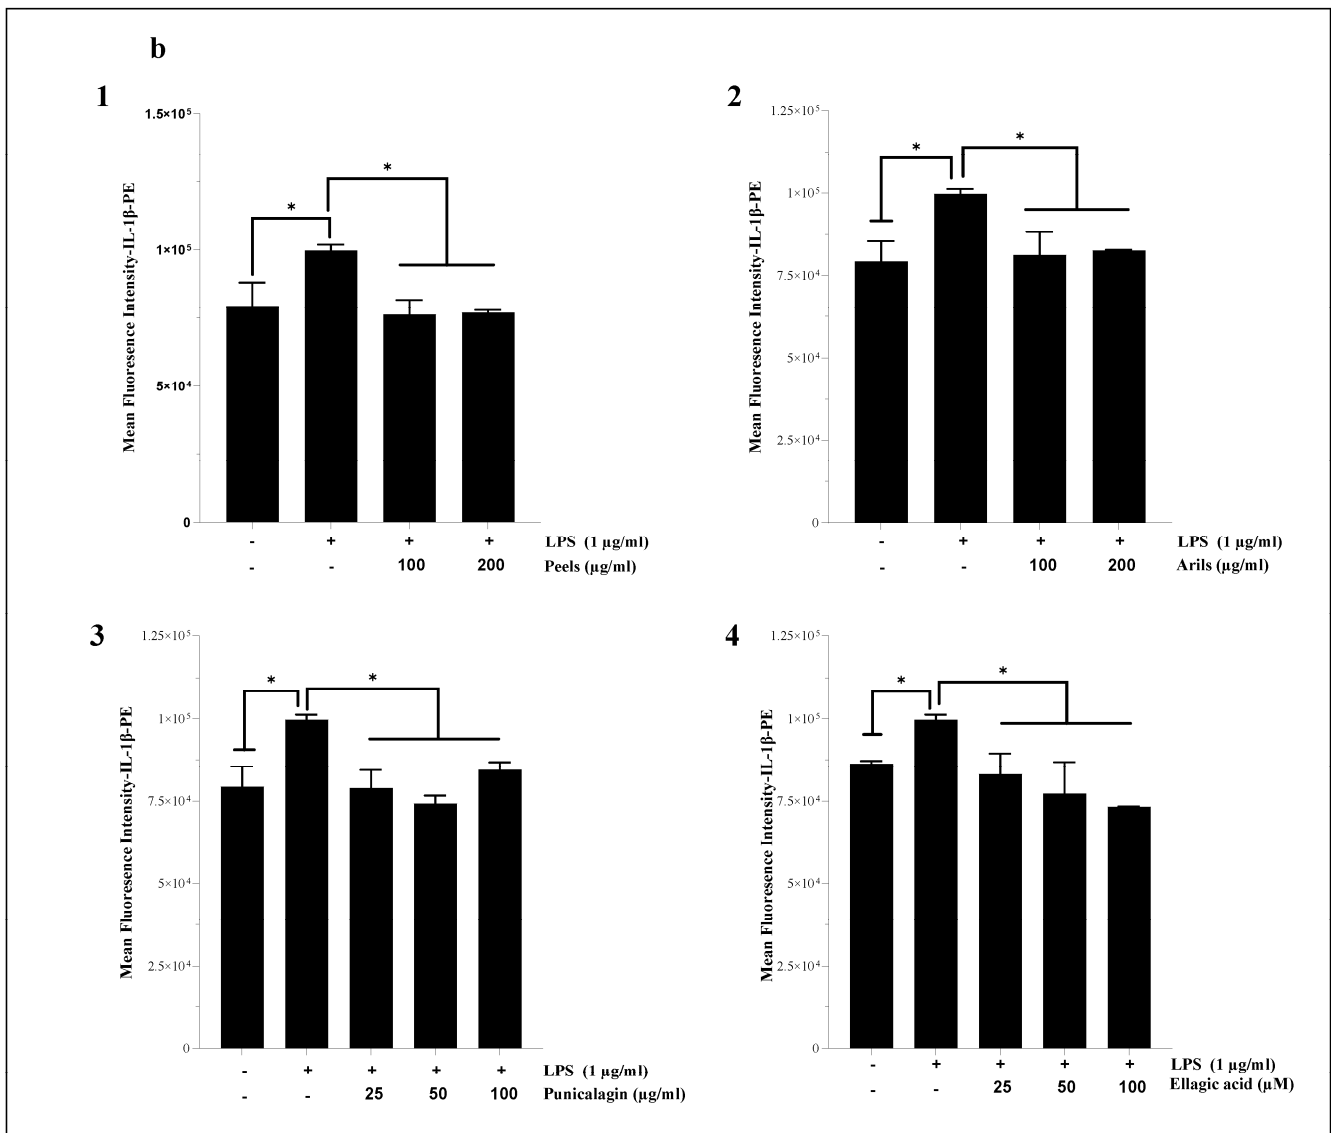 b
1
Mean Fluoresence Intensity-IL-1β-PE
1.5×10⁵
1×10⁵
5×10⁴
0
*
*
- + + + LPS (1 µg/ml)
- - 100 200 Peels (µg/ml)
2
Mean Fluoresence Intensity-IL-1β-PE
1.25×10⁵
1×10⁵
7.5×10⁴
5×10⁴
2.5×10⁴
0
*
*
- + + + LPS (1 µg/ml)
- - 100 200 Arils (µg/ml)
3
Mean Fluoresence Intensity-IL-1β-PE
1.25×10⁵
1×10⁵
7.5×10⁴
5×10⁴
2.5×10⁴
0
*
*
- + + + + LPS (1 µg/ml)
- - 25 50 100 Punicalagin (µg/ml)
4
Mean Fluoresence Intensity-IL-1β-PE
1.25×10⁵
1×10⁵
7.5×10⁴
5×10⁴
2.5×10⁴
0
*
*
- + + + + LPS (1 µg/ml)
- - 25 50 100 Ellagic acid (µM)